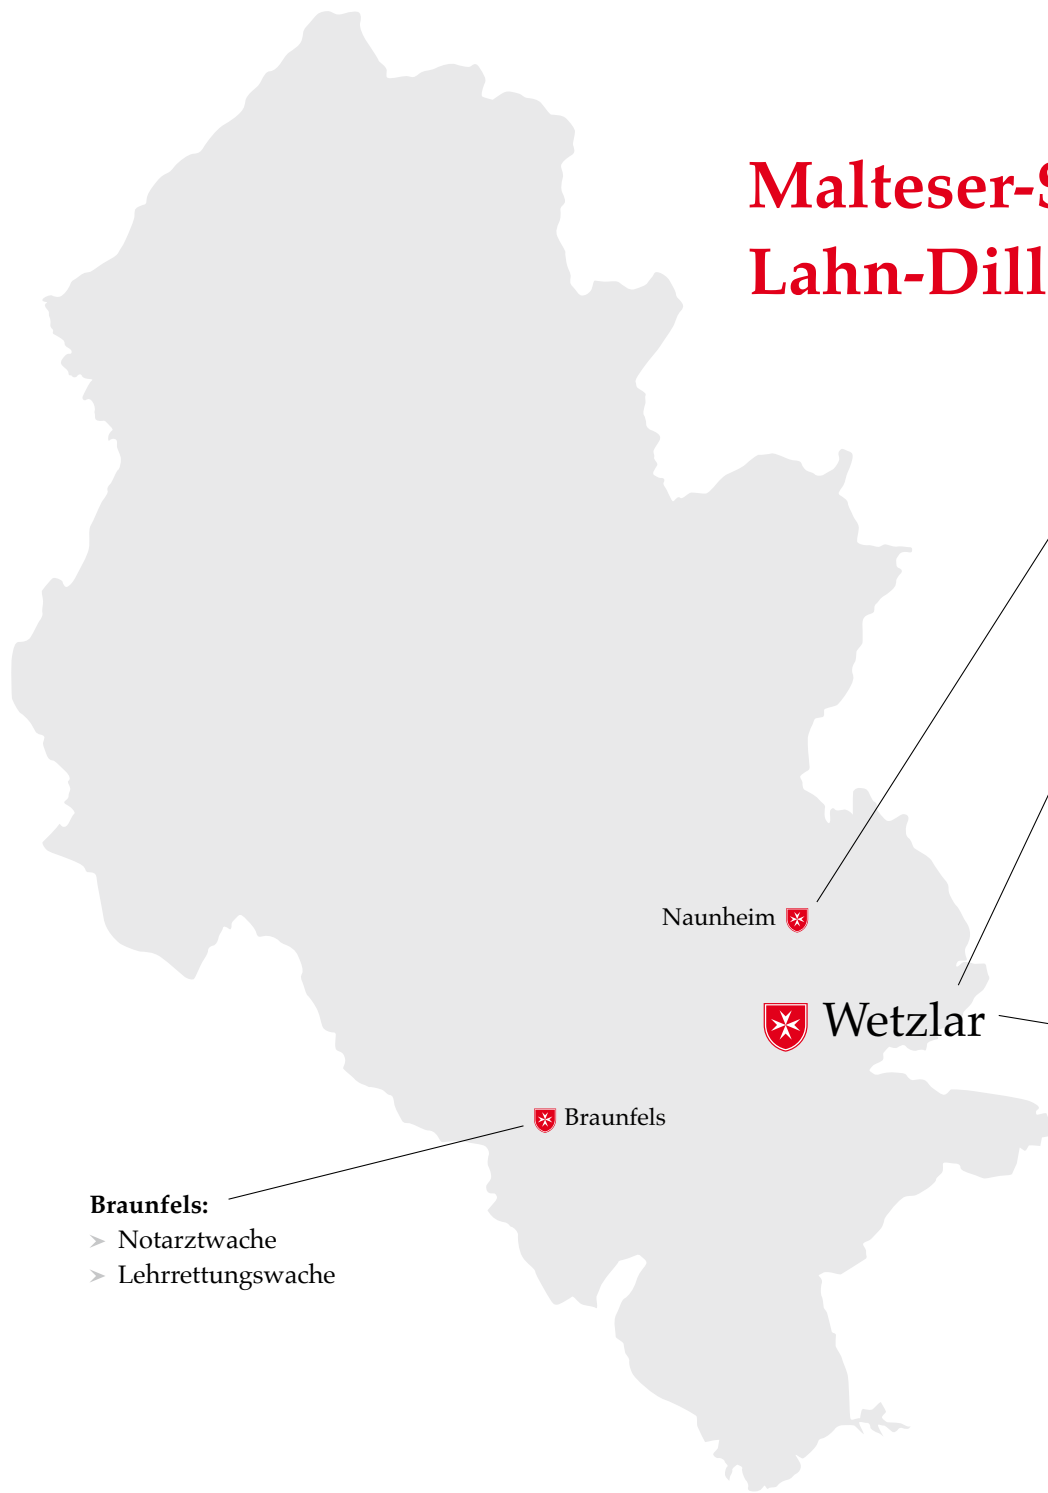 Malteser-S
Lahn-Dill
Naunheim
Wetzlar
Braunfels
Braunfels:
➤ Notarztwache
➤ Lehrrettungswache